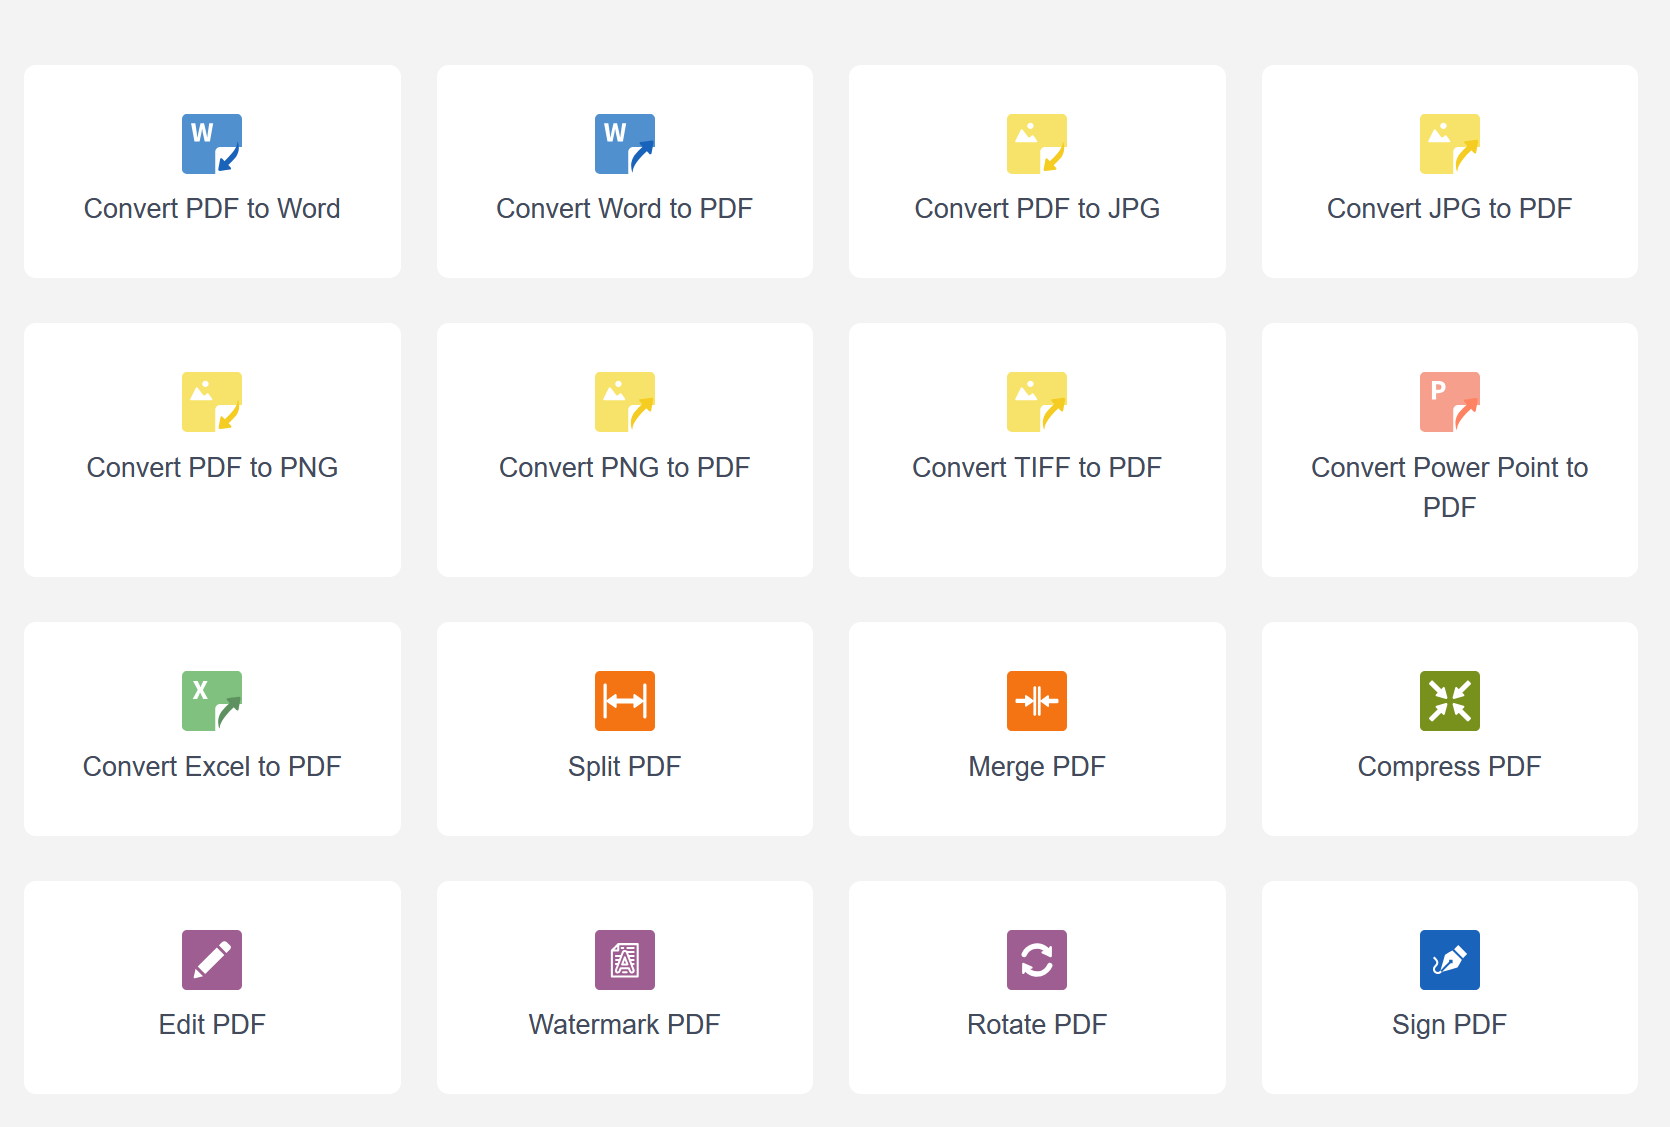 W
Convert PDF to Word
W
Convert Word to PDF
Convert PDF to JPG
Convert JPG to PDF
Convert PDF to PNG
Convert PNG to PDF
Convert TIFF to PDF
P
Convert Power Point to
PDF
X
Convert Excel to PDF
Split PDF
Merge PDF
Compress PDF
Edit PDF
A
Watermark PDF
Rotate PDF
Sign PDF